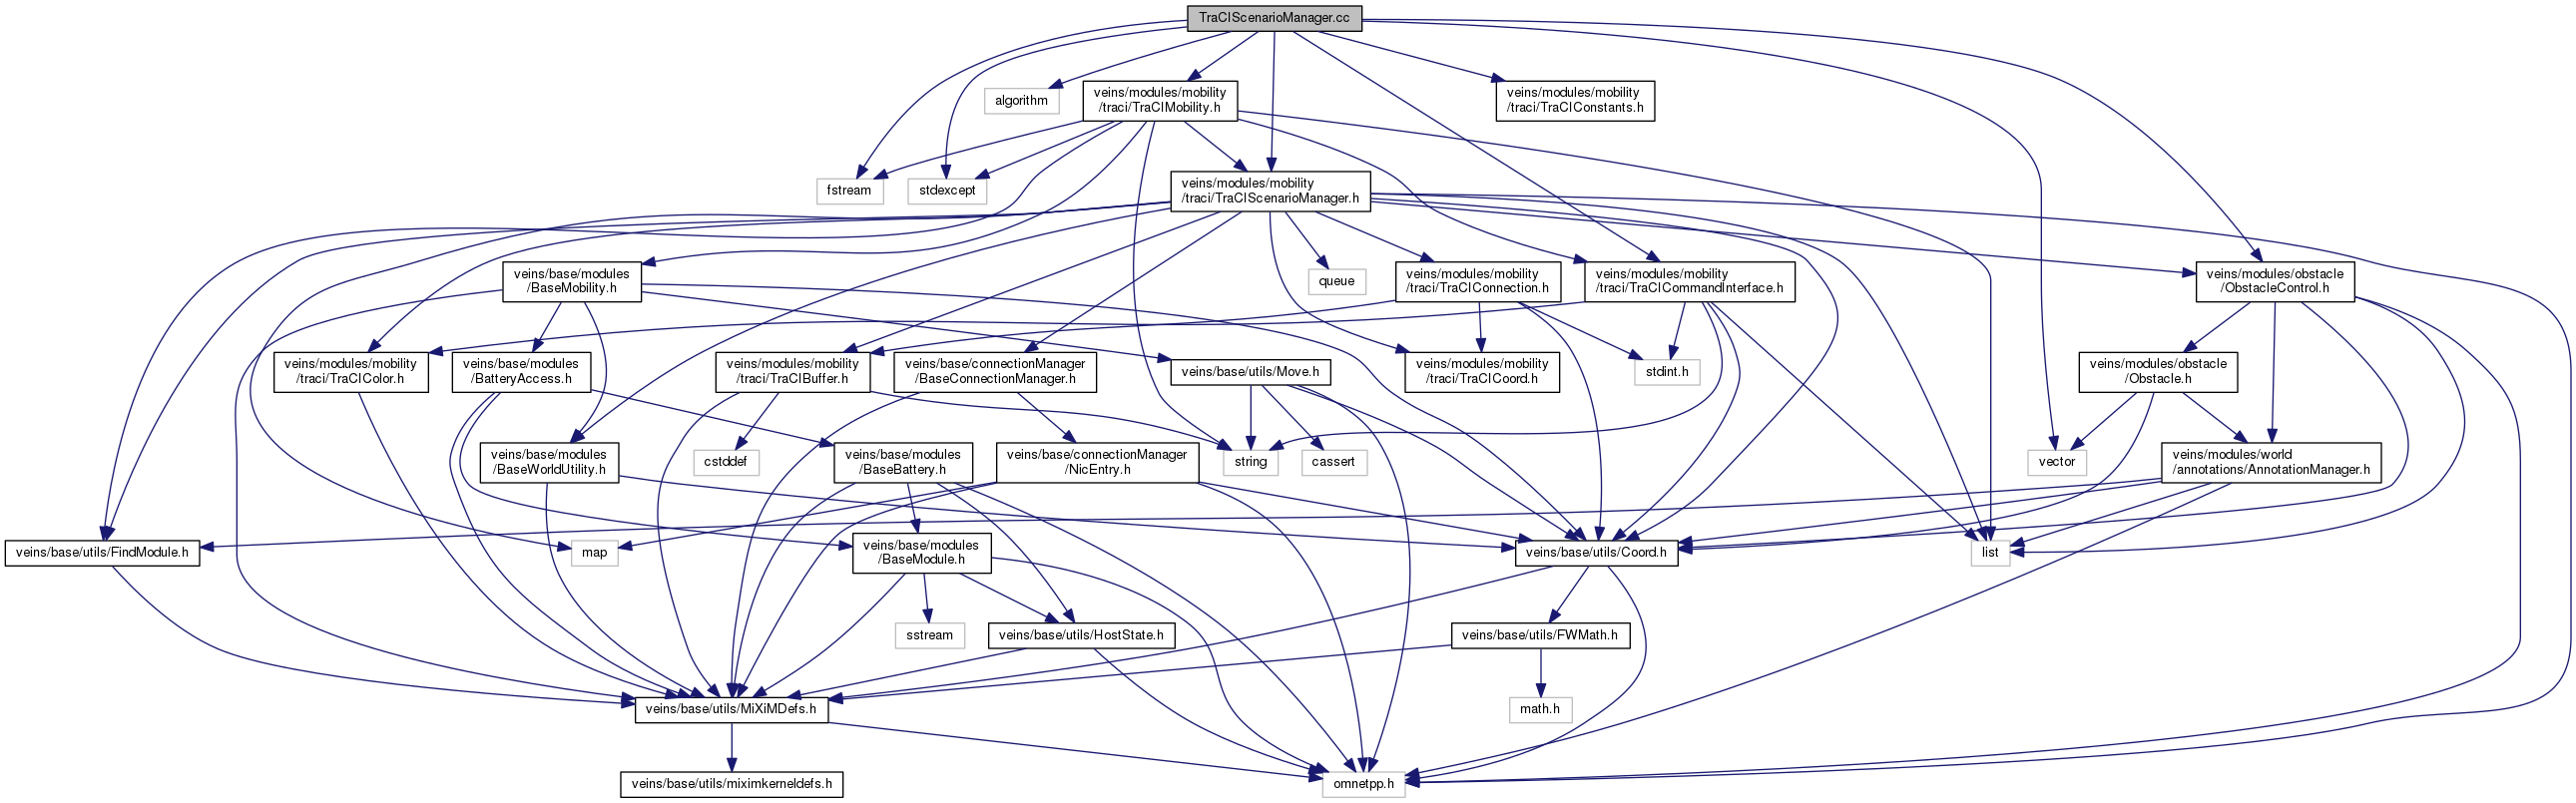 TraCIScenarioManager.cc
algorithm
veins/modules/mobility
/traci/TraCIMobility.h
veins/modules/mobility
/traci/TraCIConstants.h
fstream
stdexcept
veins/modules/mobility
/traci/TraCIScenarioManager.h
veins/base/modules
/BaseMobility.h
queue
veins/modules/mobility
/traci/TraCIConnection.h
veins/modules/mobility
/traci/TraCICommandInterface.h
veins/modules/obstacle
/ObstacleControl.h
veins/modules/mobility
/traci/TraCIColor.h
veins/base/modules
/BatteryAccess.h
veins/modules/mobility
/traci/TraCIBuffer.h
veins/base/connectionManager
/BaseConnectionManager.h
veins/base/utils/Move.h
veins/modules/mobility
/traci/TraCICoord.h
stdint.h
veins/modules/obstacle
/Obstacle.h
veins/base/modules
/BaseWorldUtility.h
cstddef
veins/base/modules
/BaseBattery.h
veins/base/connectionManager
/NicEntry.h
string
cassert
vector
veins/modules/world
/annotations/AnnotationManager.h
veins/base/utils/FindModule.h
map
veins/base/modules
/BaseModule.h
veins/base/utils/Coord.h
list
sstream
veins/base/utils/HostState.h
veins/base/utils/FWMath.h
veins/base/utils/MiXiMDefs.h
math.h
veins/base/utils/miximkerneldefs.h
omnetpp.h